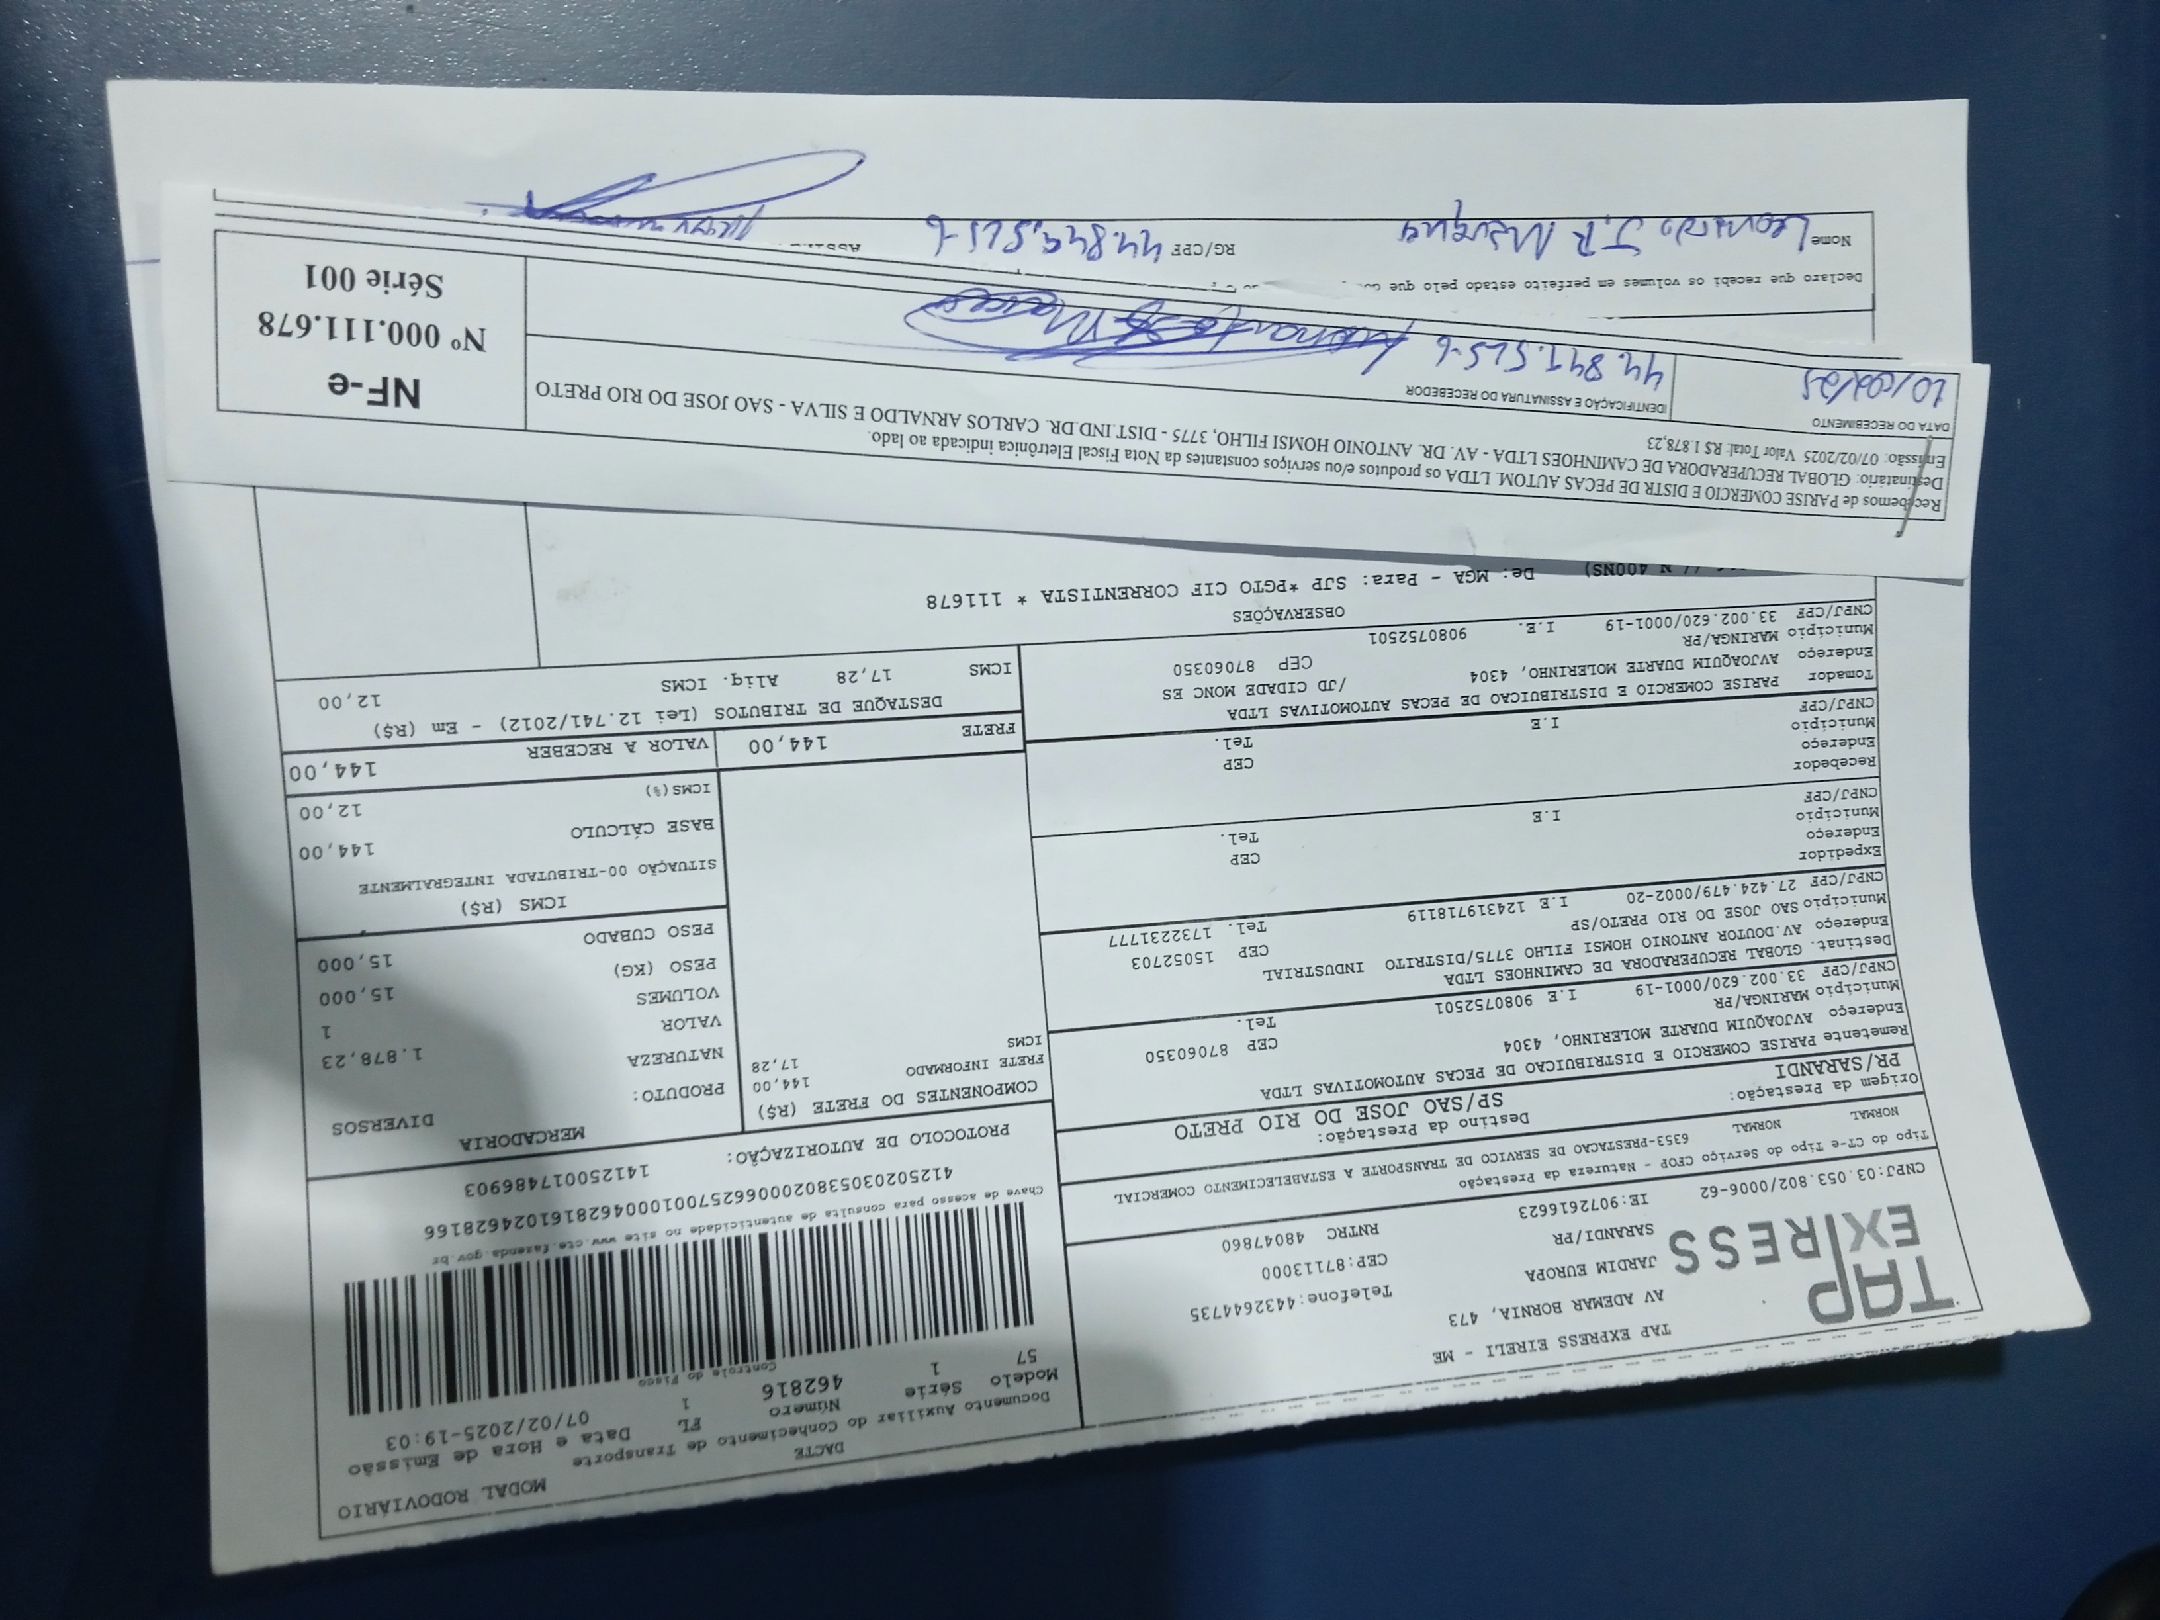 DACTE MODAL RODOVIÁRIO
Documento Auxiliar do Conhecimento de Transporte
Modelo Série Número FL Data e Hora de Emissão
57 1 462816 1 07/02/2025-19:03
Controle do Fisco
TAP
EXPRESS
TAP EXPRESS EIRELI - ME
AV ADEMAR BORNIA, 473
JARDIM EUROPA
SARANDI/PR
Telefone:4432644735
CEP:87113000
RNTRC 48047860
CNPJ:03.053.802/0006-62 IE:9072616623
Chave de acesso para consulta de autenticidade no site www.cte.fazenda.gov.br
41250203053802000662570010004628161024628166
PROTOCOLO DE AUTORIZAÇÃO: 141250017486903
Tipo do CT-e Tipo do Serviço CFOP - Natureza da Prestação
NORMAL NORMAL 6353-PRESTACAO DE SERVICO DE TRANSPORTE A ESTABELECIMENTO COMERCIAL
Origem da Prestação: Destino da Prestação:
PR/SARANDI SP/SAO JOSE DO RIO PRETO
Remetente PARISE COMERCIO E DISTRIBUICAO DE PECAS AUTOMOTIVAS LTDA
Endereço AVJOAQUIM DUARTE MOLERINHO, 4304 CEP 87060350
Município MARINGA/PR Tel.
CNPJ/CPF 33.002.620/0001-19 I.E 9080752501
Destinat. GLOBAL RECUPERADORA DE CAMINHOES LTDA
Endereço AV.DOUTOR ANTONIO HOMSI FILHO 3775/DISTRITO INDUSTRIAL
Município SAO JOSE DO RIO PRETO/SP CEP 15052703
CNPJ/CPF 27.424.479/0002-20 I.E 124319718119 Tel. 1732231777
Expedidor
Endereço CEP
Município Tel.
CNPJ/CPF I.E
Recebedor
Endereço CEP
Município Tel.
CNPJ/CPF I.E
Tomador PARISE COMERCIO E DISTRIBUICAO DE PECAS AUTOMOTIVAS LTDA
Endereço AVJOAQUIM DUARTE MOLERINHO, 4304 /JD CIDADE MONC ES
Município MARINGA/PR CEP 87060350
CNPJ/CPF 33.002.620/0001-19 I.E. 9080752501
COMPONENTES DO FRETE (R$)
FRETE INFORMADO 144,00
ICMS 17,28
MERCADORIA
PRODUTO: DIVERSOS
NATUREZA
VALOR 1.878,23
VOLUMES 1
PESO (KG) 15,000
PESO CUBADO 15,000
ICMS (R$)
SITUAÇÃO 00-TRIBUTADA INTEGRALMENTE
BASE CÁLCULO 144,00
ICMS(%) 12,00
FRETE 144,00 VALOR A RECEBER 144,00
DESTAQUE DE TRIBUTOS (Lei 12.741/2012) - Em (R$)
ICMS 17,28 Aliq. ICMS 12,00
OBSERVAÇÕES
N 400NS) De: MGA - Para: SJP *PGTO CIF CORRENTISTA * 111678
Recebemos de PARISE COMERCIO E DISTR DE PECAS AUTOM. LTDA os produtos e/ou serviços constantes da Nota Fiscal Eletrônica indicada ao lado.
Destinatário: GLOBAL RECUPERADORA DE CAMINHOES LTDA - AV. DR. ANTONIO HOMSI FILHO, 3775 - DIST.IND.DR. CARLOS ARNALDO E SILVA - SAO JOSE DO RIO PRETO
Emissão: 07/02/2025 Valor Total: R$ 1.878,23
DATA DO RECEBIMENTO IDENTIFICAÇÃO E ASSINATURA DO RECEBEDOR
10/02/25
NF-e
Nº 000.111.678
Série 001
Declaro que recebi os volumes em perfeito estado pelo que
Nome Leonardo J.R Marques RG/CPF